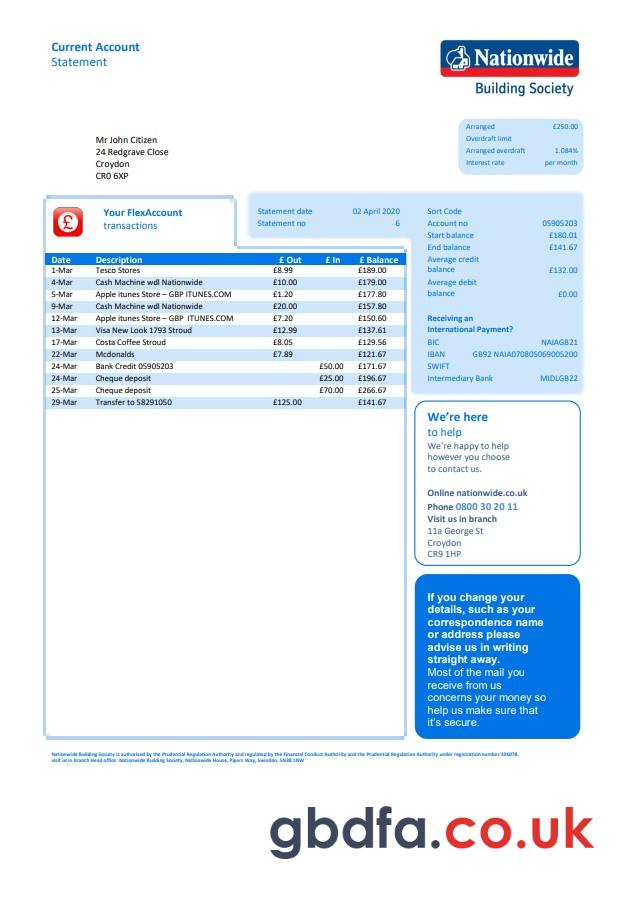 Current Account
Statement
Nationwide
Building Society
Arranged £250.00
Overdraft limit
Arranged overdraft 1.084%
Interest rate per month
Mr John Citizen
24 Redgrave Close
Croydon
CR0 6XP
Your FlexAccount
transactions
Statement date 02 April 2020
Statement no 6
Sort Code
Account no 05905203
Start balance £180.01
End balance £141.67
Average credit
balance £132.00
Average debit
balance £0.00
Receiving an
International Payment?
BIC NAIAGB21
IBAN GB92 NAIA070805069005200
SWIFT
Intermediary Bank MIDLGB22
Date Description £ Out £ In £ Balance
1-Mar Tesco Stores £8.99 £189.00
4-Mar Cash Machine wdl £10.00 £179.00
5-Mar Apple itunes Store – GBP ITUNES.COM £1.20 £177.80
9-Mar Cash Machine wdl Nationwide £20.00 £157.80
12-Mar Apple itunes Store – GBP ITUNES.COM £7.20 £150.60
13-Mar Visa New Look 1793 Stroud £12.99 £137.61
17-Mar Costa Coffee Stroud £8.05 £129.56
22-Mar Mcdonalds £7.89 £121.67
24-Mar Bank Credit 05905203 £50.00 £171.67
24-Mar Cheque deposit £25.00 £196.67
25-Mar Cheque deposit £70.00 £266.67
29-Mar Transfer to 58291050 £125.00 £141.67
We're here
to help
We're happy to help
however you choose
to contact us.
Online nationwide.co.uk
Phone 0800 30 20 11
Visit us in branch
11a George St
Croydon
CR9 1HP
If you change your
details, such as your
correspondence name
or address please
advise us in writing
straight away.
Most of the mail you
receive from us
concerns your money so
help us make sure that
it's secure.
Nationwide Building Society is authorised by the Prudential Regulation Authority and regulated by the Financial Conduct Authority and the Prudential Regulation Authority under registration number 106078.
visit us in branch Head office: Nationwide Building Society, Nationwide House, Pipers Way, Swindon. SN38 1NW
gbdfa.co.uk